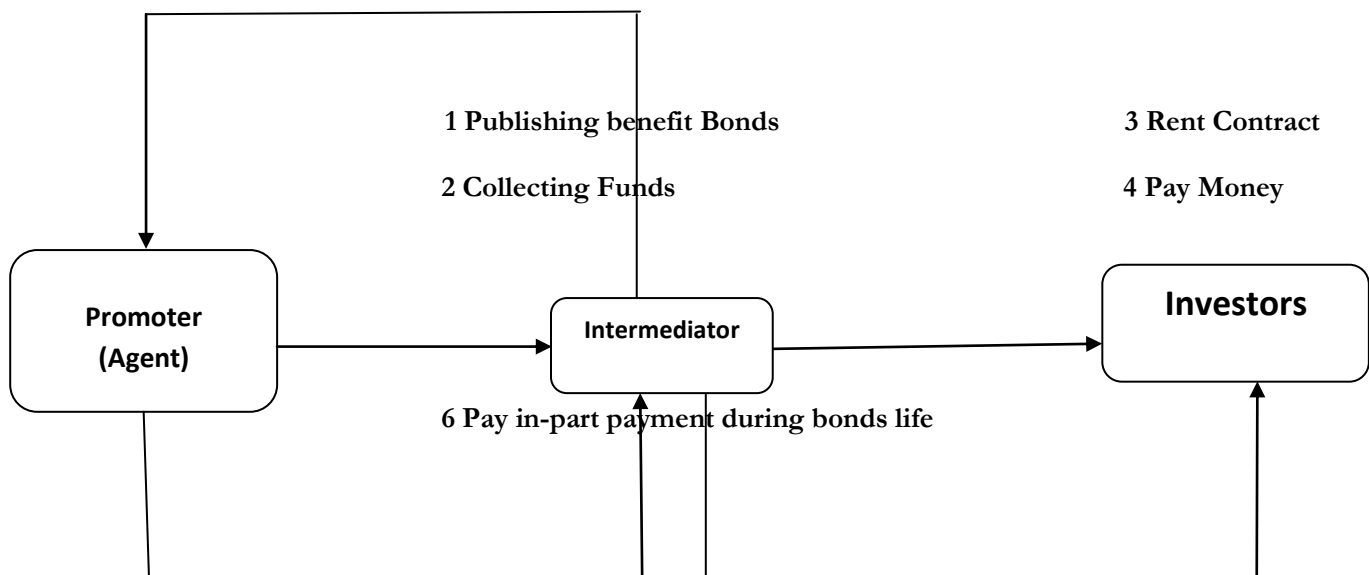 1 Publishing benefit Bonds
3 Rent Contract
2 Collecting Funds
4 Pay Money
Promoter
(Agent)
Intermediator
Investors
6 Pay in-part payment during bonds life